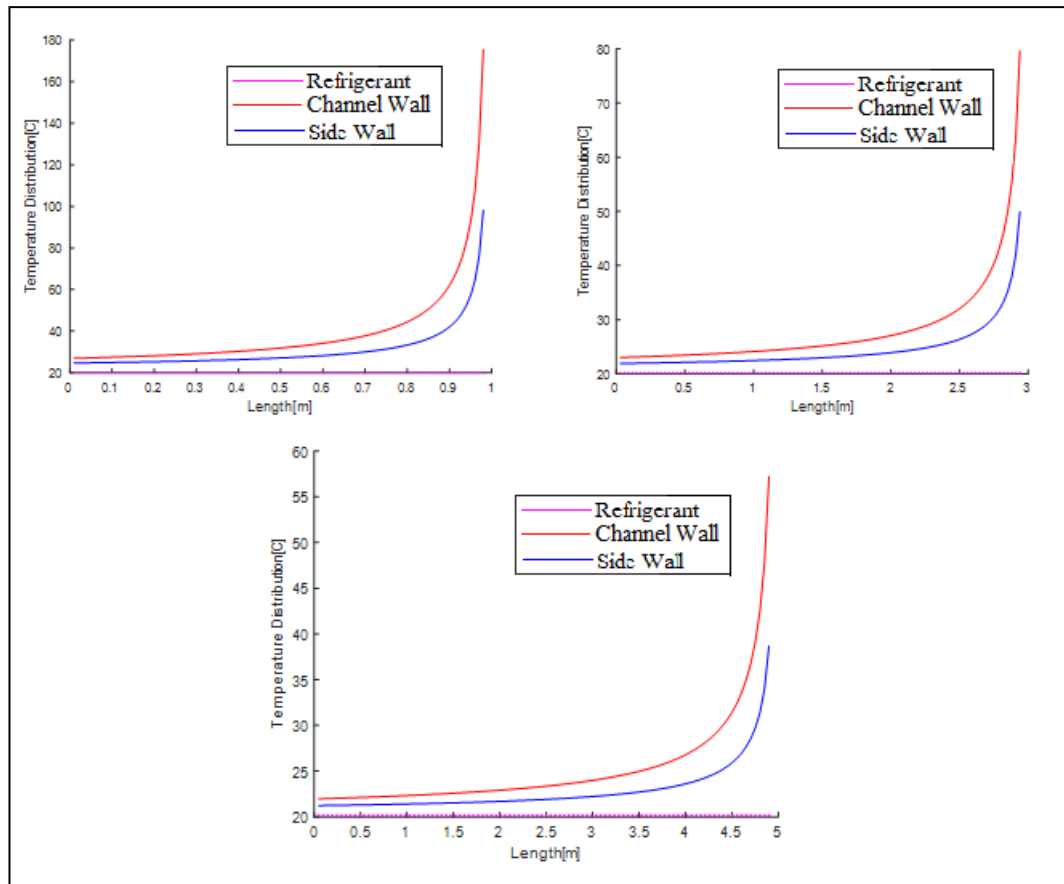 180
160
140
120
100
80
60
40
20
Temperature Distribution[C]
Refrigerant
Channel Wall
Side Wall
0 0.1 0.2 0.3 0.4 0.5 0.6 0.7 0.8 0.9 1
Length[m]
80
70
60
50
40
30
20
Temperature Distribution[C]
Refrigerant
Channel Wall
Side Wall
0 0.5 1 1.5 2 2.5 3
Length[m]
60
55
50
45
40
35
30
25
20
Temperature Distribution[C]
Refrigerant
Channel Wall
Side Wall
0 0.5 1 1.5 2 2.5 3 3.5 4 4.5 5
Length[m]